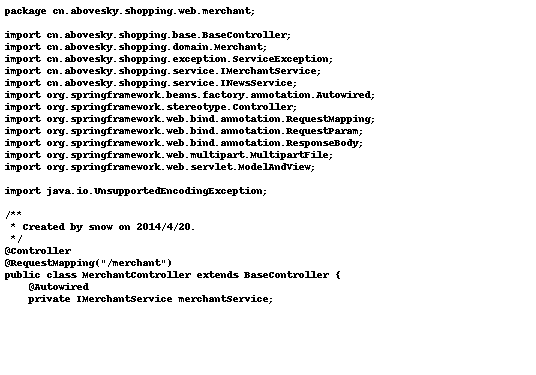 package cn.abovesky.shopping.web.merchant;

import cn.abovesky.shopping.base.BaseController;
import cn.abovesky.shopping.domain.Merchant;
import cn.abovesky.shopping.exception.ServiceException;
import cn.abovesky.shopping.service.IMerchantService;
import cn.abovesky.shopping.service.INewsService;
import org.springframework.beans.factory.annotation.Autowired;
import org.springframework.stereotype.Controller;
import org.springframework.web.bind.annotation.RequestMapping;
import org.springframework.web.bind.annotation.RequestParam;
import org.springframework.web.bind.annotation.ResponseBody;
import org.springframework.web.multipart.MultipartFile;
import org.springframework.web.servlet.ModelAndView;

import java.io.UnsupportedEncodingException;

/**
 * Created by snow on 2014/4/20.
 */
@Controller
@RequestMapping("/merchant")
public class MerchantController extends BaseController {
    @Autowired
    private IMerchantService merchantService;